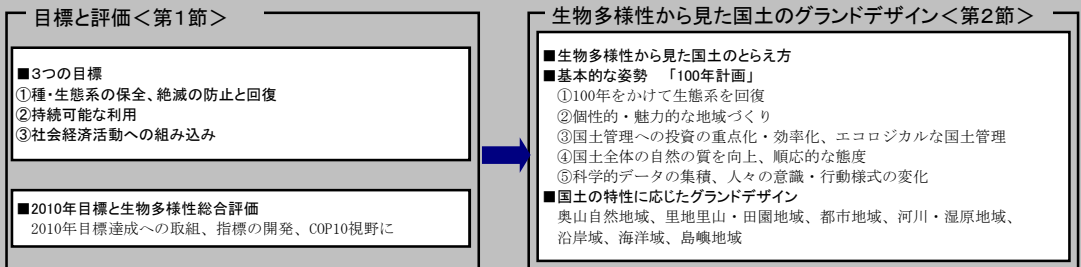 目標と評価＜第１節＞
■３つの目標
①種・生態系の保全、絶滅の防止と回復
②持続可能な利用
③社会経済活動への組み込み
■2010年目標と生物多様性総合評価
2010年目標達成への取組、指標の開発、COP10視野に
生物多様性から見た国土のグランドデザイン＜第２節＞
■生物多様性から見た国土のとらえ方
■基本的な姿勢　「100年計画」
①100年をかけて生態系を回復
②個性的・魅力的な地域づくり
③国土管理への投資の重点化・効率化、エコロジカルな国土管理
④国土全体の自然の質を向上、順応的な態度
⑤科学的データの集積、人々の意識・行動様式の変化
■国土の特性に応じたグランドデザイン
奥山自然地域、里地里山・田園地域、都市地域、河川・湿原地域、
沿岸域、海洋域、島嶼地域